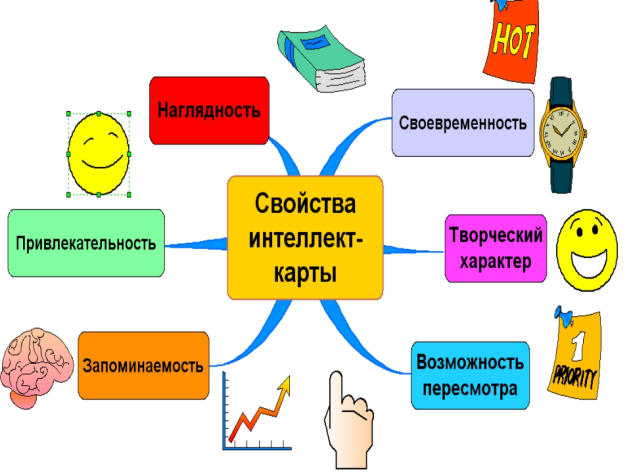 HOT
Наглядность
Своевременность
Свойства
интеллект-
карты
Привлекательность
Творческий
характер
Запоминаемость
Возможность
пересмотра
1
PRIORITY